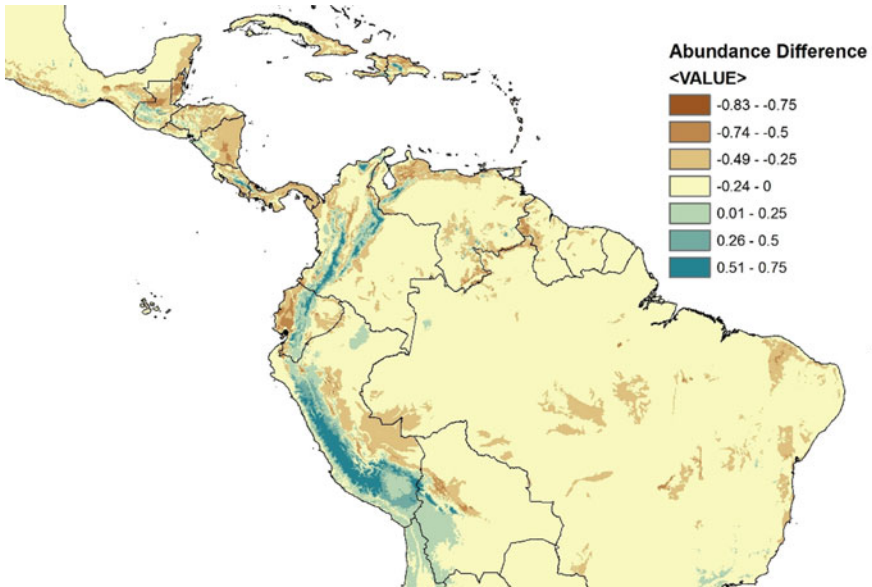 Abundance Difference
<VALUE>
-0.83 - -0.75
-0.74 - -0.5
-0.49 - -0.25
-0.24 - 0
0.01 - 0.25
0.26 - 0.5
0.51 - 0.75